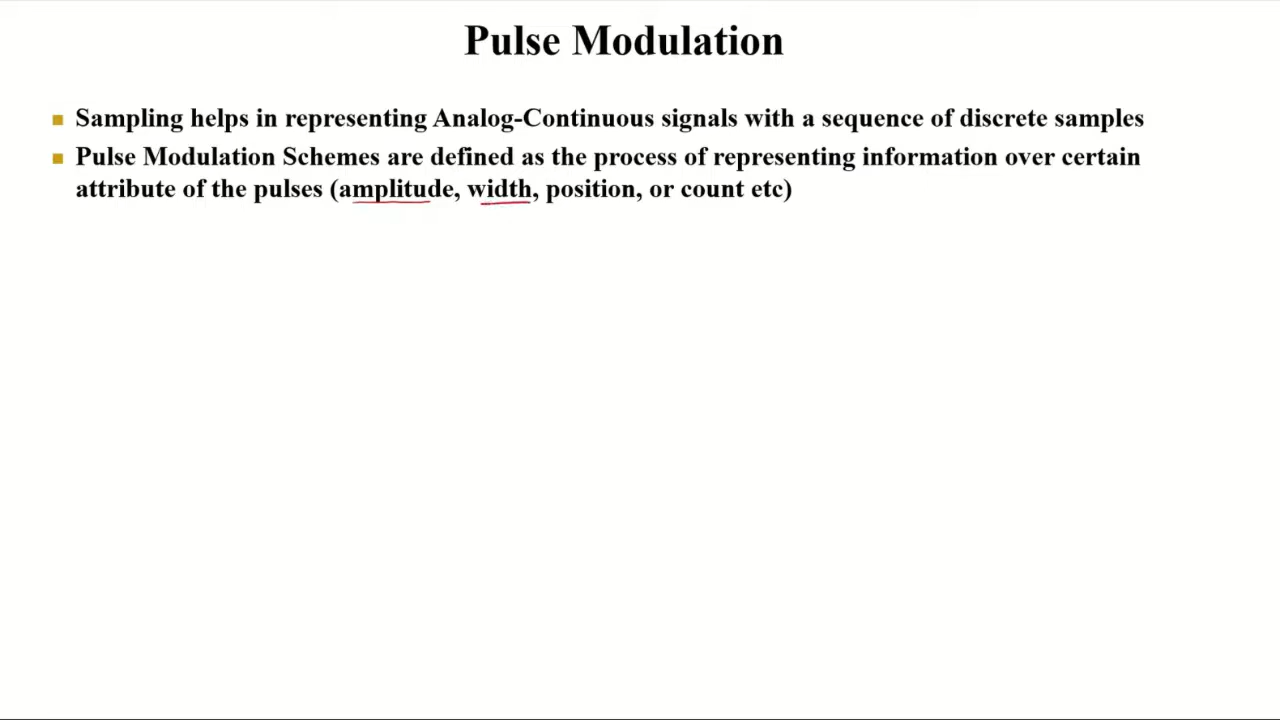 Pulse Modulation
Sampling helps in representing Analog-Continuous signals with a sequence of discrete samples
Pulse Modulation Schemes are defined as the process of representing information over certain
attribute of the pulses (amplitude, width, position, or count etc)